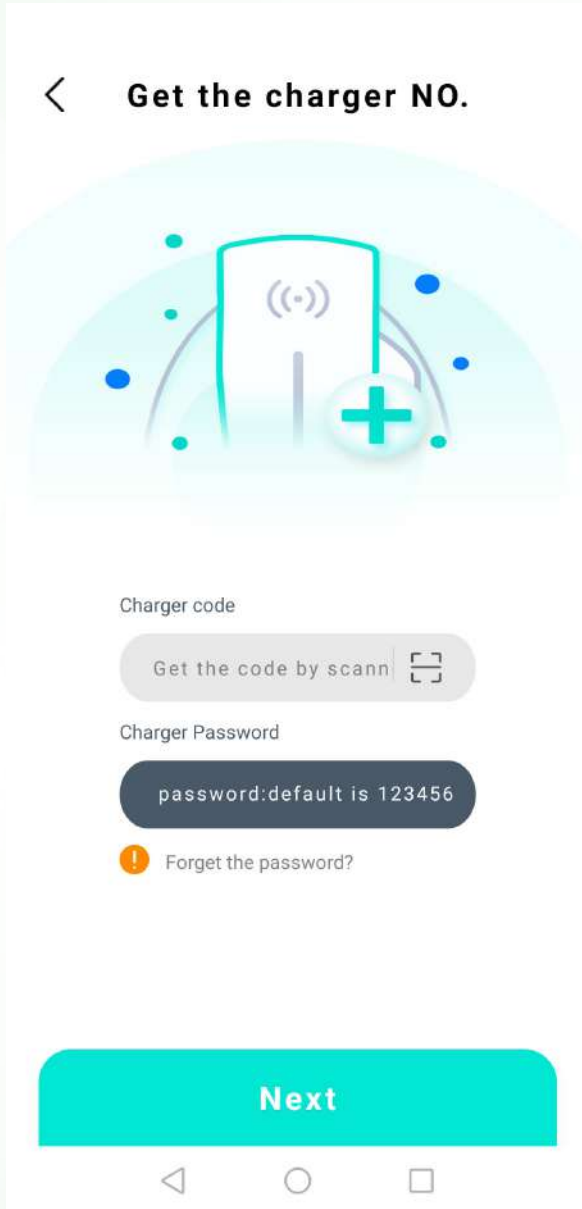 Get the charger NO.
Charger code
Get the code by scann
Charger Password
password:default is 123456
! Forget the password?
Next